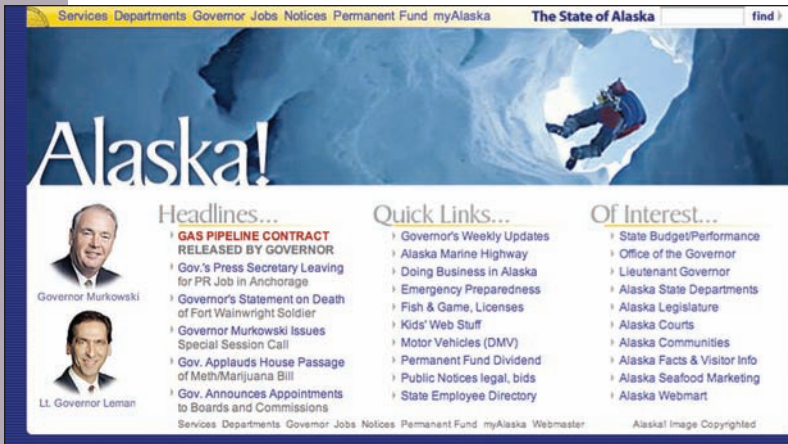 Services Departments Governor Jobs Notices Permanent Fund myAlaska The State of Alaska find
Alaska!
Governor Murkowski
Lt. Governor Leman
Headlines...
GAS PIPELINE CONTRACT
RELEASED BY GOVERNOR
Gov.'s Press Secretary Leaving
for PR Job in Anchorage
Governor's Statement on Death
of Fort Wainwright Soldier
Governor Murkowski Issues
Special Session Call
Gov. Applauds House Passage
of Meth/Marijuana Bill
Gov. Announces Appointments
to Boards and Commissions
Quick Links...
Governor's Weekly Updates
Alaska Marine Highway
Doing Business in Alaska
Emergency Preparedness
Fish & Game, Licenses
Kids' Web Stuff
Motor Vehicles (DMV)
Permanent Fund Dividend
Public Notices legal, bids
State Employee Directory
Of Interest...
State Budget/Performance
Office of the Governor
Lieutenant Governor
Alaska State Departments
Alaska Legislature
Alaska Courts
Alaska Communities
Alaska Facts & Visitor Info
Alaska Seafood Marketing
Alaska Webmart
Services Departments Governor Jobs Notices Permanent Fund myAlaska Webmaster Alaska! Image Copyrighted